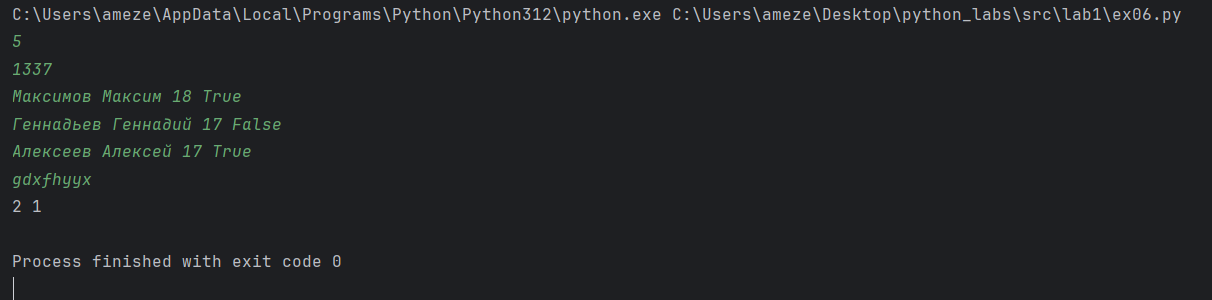 C:\Users\ameze\AppData\Local\Programs\Python\Python312\python.exe C:\Users\ameze\Desktop\python_labs\src\lab1\ex06.py
5
1337
Максимов Максим 18 True
Геннадьев Геннадий 17 False
Алексеев Алексей 17 True
gdxfhyyx
2 1
Process finished with exit code 0